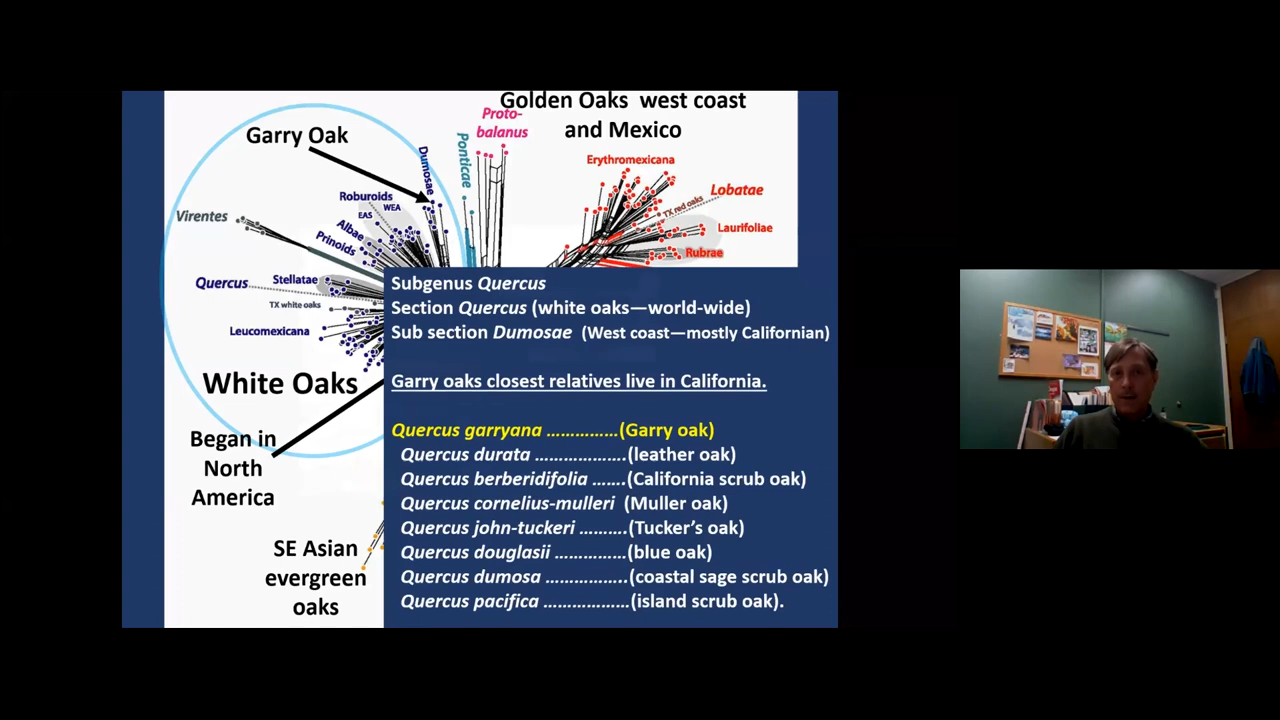 Golden Oaks west coast
and Mexico
Proto-
balanus
Garry Oak
Ponticae
Dumosae
Erythromexicana
Roburoids
WEA
EAS
Lobatae
TX red oaks
Virentes
Albae
Prinoids
Laurifoliae
Rubrae
Quercus
Stellatae
TX white oaks
Leucomexicana
White Oaks
Began in
North
America
SE Asian
evergreen
oaks
Subgenus Quercus
Section Quercus (white oaks—world-wide)
Sub section Dumosae (West coast—mostly Californian)
Garry oaks closest relatives live in California.
Quercus garryana ……………(Garry oak)
Quercus durata ……………….(leather oak)
Quercus berberidifolia …….(California scrub oak)
Quercus cornelius-mulleri (Muller oak)
Quercus john-tuckeri ……….(Tucker’s oak)
Quercus douglasii ……………(blue oak)
Quercus dumosa ……………..(coastal sage scrub oak)
Quercus pacifica ………………(island scrub oak).